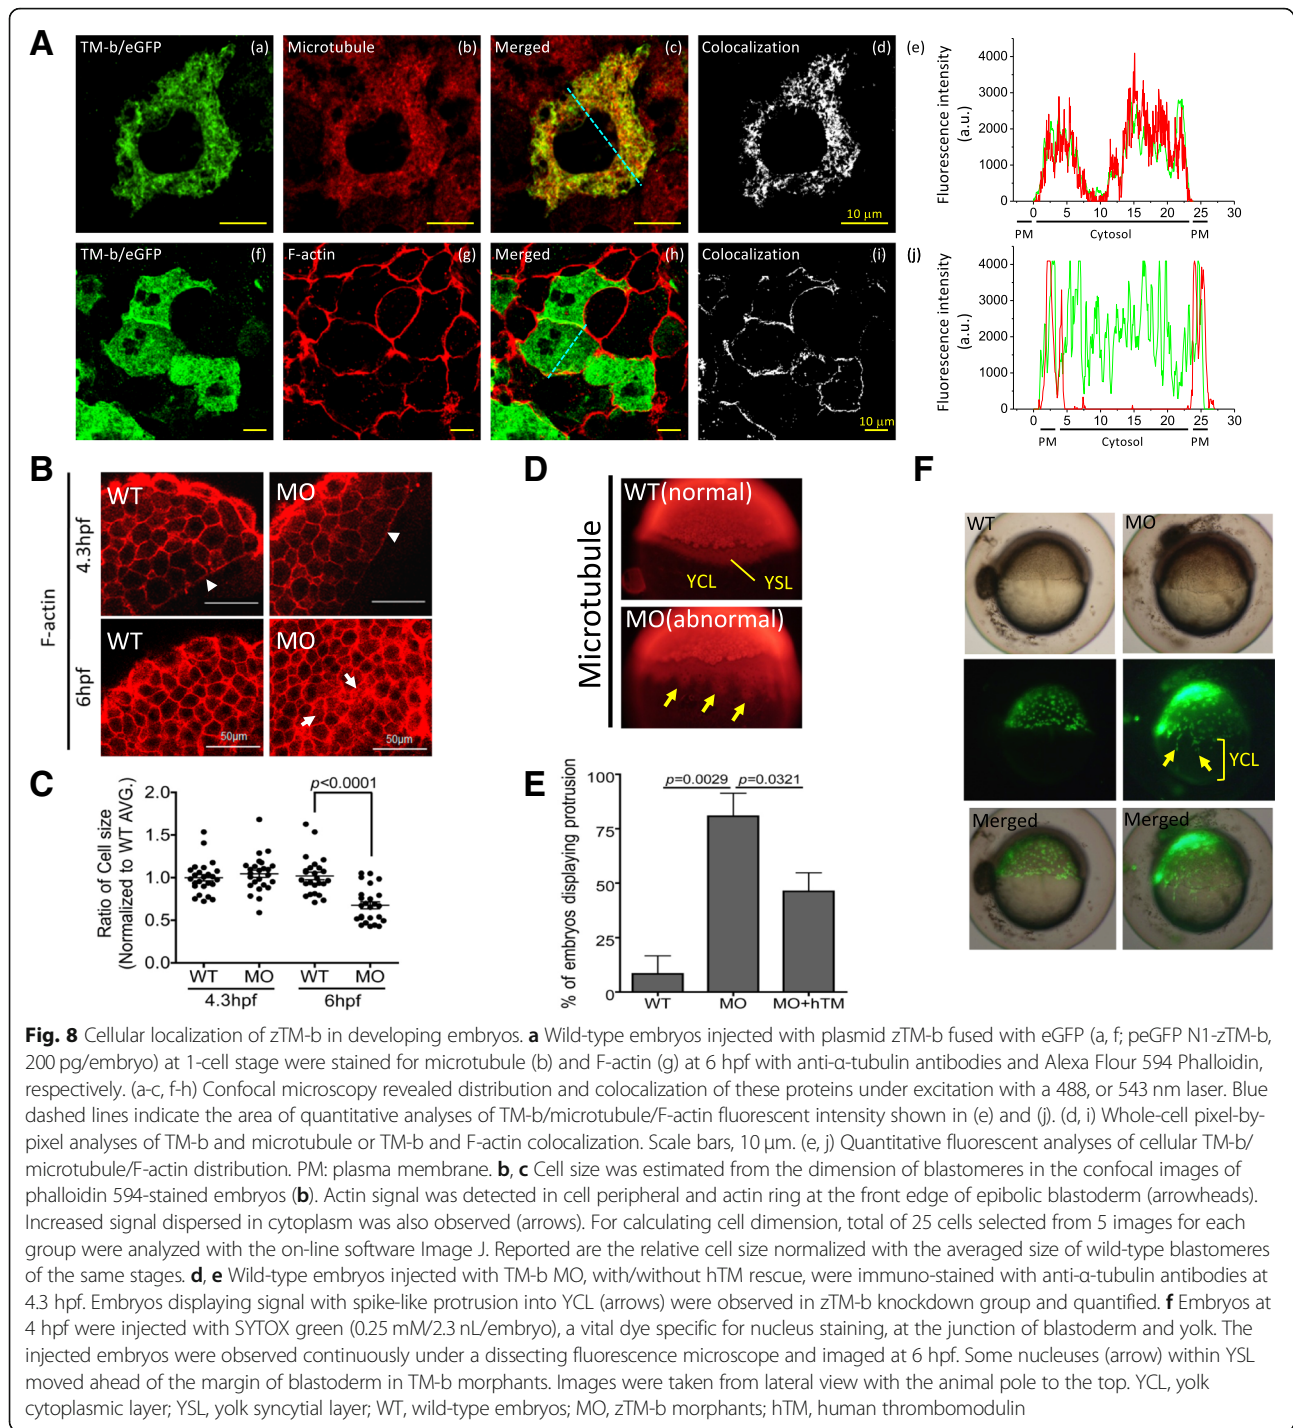 A
TM-b/eGFP (a)
Microtubule (b)
Merged (c)
Colocalization (d)
10 µm
(e)
Fluorescence intensity
(a.u.)
4000
3000
2000
1000
0
0 5 10 15 20 25 30
PM Cytosol PM
TM-b/eGFP (f)
F-actin (g)
Merged (h)
Colocalization (i)
10 µm
(j)
Fluorescence intensity
(a.u.)
4000
3000
2000
1000
0
0 5 10 15 20 25 30
PM Cytosol PM
B
F-actin
4.3hpf
WT
MO
6hpf
WT
MO
50µm
50µm
C
Ratio of Cell size
(Normalized to WT AVG.)
2.0
1.5
1.0
0.5
0.0
p<0.0001
WT MO WT MO
4.3hpf 6hpf
D
Microtubule
WT(normal)
YCL YSL
MO(abnormal)
E
% of embryos displaying protrusion
100
75
50
25
0
p=0.0029 p=0.0321
WT MO MO+hTM
F
WT
MO
YCL
Merged
Merged
Fig. 8 Cellular localization of zTM-b in developing embryos. a Wild-type embryos injected with plasmid zTM-b fused with eGFP (a, f; peGFP N1-zTM-b,
200 pg/embryo) at 1-cell stage were stained for microtubule (b) and F-actin (g) at 6 hpf with anti-α-tubulin antibodies and Alexa Flour 594 Phalloidin,
respectively. (a-c, f-h) Confocal microscopy revealed distribution and colocalization of these proteins under excitation with a 488, or 543 nm laser. Blue
dashed lines indicate the area of quantitative analyses of TM-b/microtubule/F-actin fluorescent intensity shown in (e) and (j). (d, i) Whole-cell pixel-by-
pixel analyses of TM-b and microtubule or TM-b and F-actin colocalization. Scale bars, 10 µm. (e, j) Quantitative fluorescent analyses of cellular TM-b/
microtubule/F-actin distribution. PM: plasma membrane. b, c Cell size was estimated from the dimension of blastomeres in the confocal images of
phalloidin 594-stained embryos (b). Actin signal was detected in cell peripheral and actin ring at the front edge of epibolic blastoderm (arrowheads).
Increased signal dispersed in cytoplasm was also observed (arrows). For calculating cell dimension, total of 25 cells selected from 5 images for each
group were analyzed with the on-line software Image J. Reported are the relative cell size normalized with the averaged size of wild-type blastomeres
of the same stages. d, e Wild-type embryos injected with TM-b MO, with/without hTM rescue, were immuno-stained with anti-α-tubulin antibodies at
4.3 hpf. Embryos displaying signal with spike-like protrusion into YCL (arrows) were observed in zTM-b knockdown group and quantified. f Embryos at
4 hpf were injected with SYTOX green (0.25 mM/2.3 nL/embryo), a vital dye specific for nucleus staining, at the junction of blastoderm and yolk. The
injected embryos were observed continuously under a dissecting fluorescence microscope and imaged at 6 hpf. Some nucleuses (arrow) within YSL
moved ahead of the margin of blastoderm in TM-b morphants. Images were taken from lateral view with the animal pole to the top. YCL, yolk
cytoplasmic layer; YSL, yolk syncytial layer; WT, wild-type embryos; MO, zTM-b morphants; hTM, human thrombomodulin